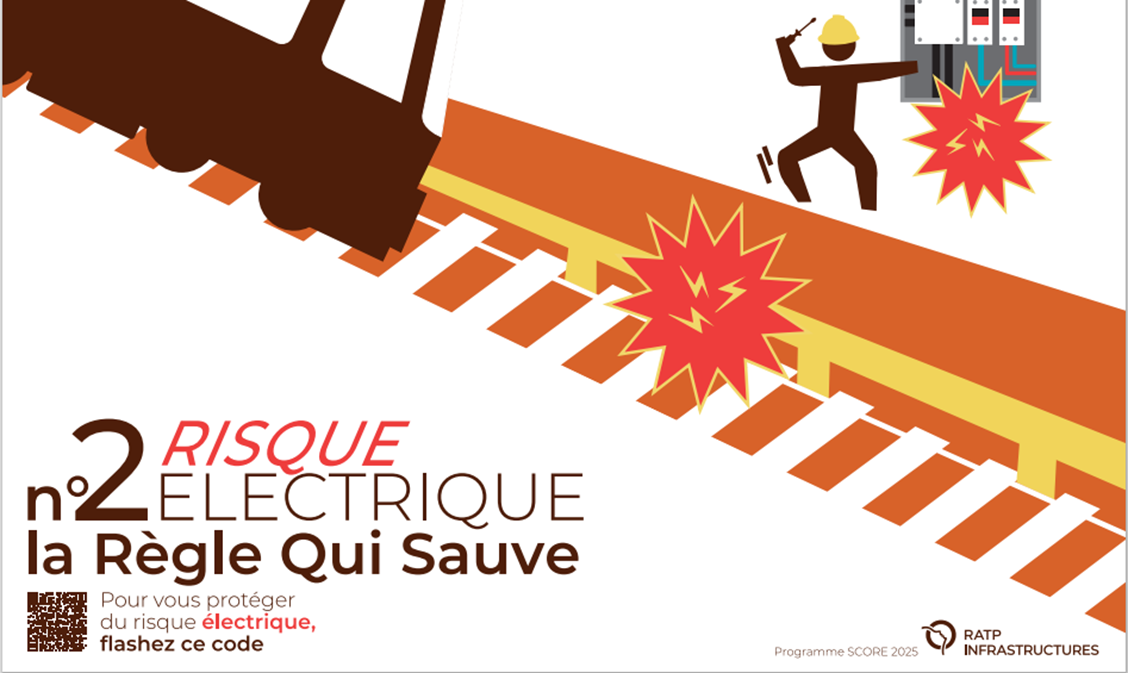 n°2 RISQUE
ELECTRIQUE
la Règle Qui Sauve
Pour vous protéger
du risque électrique,
flashez ce code
Programme SCORE 2025
RATP
INFRASTRUCTURES